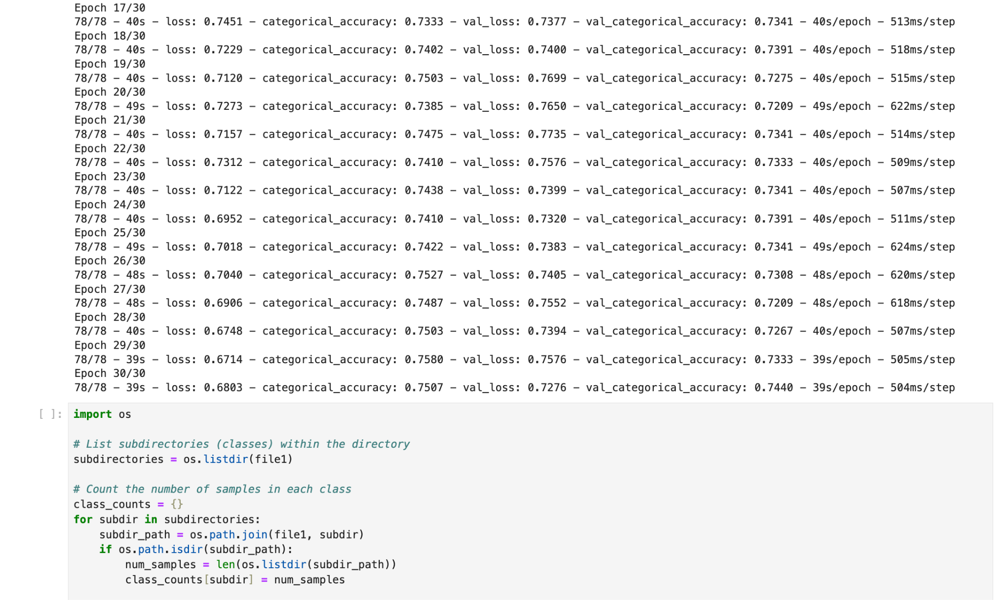 Epoch 17/30
78/78 – 40s – loss: 0.7451 – categorical_accuracy: 0.7333 – val_loss: 0.7377 – val_categorical_accuracy: 0.7341 – 40s/epoch – 513ms/step
Epoch 18/30
78/78 – 40s – loss: 0.7229 – categorical_accuracy: 0.7402 – val_loss: 0.7400 – val_categorical_accuracy: 0.7391 – 40s/epoch – 518ms/step
Epoch 19/30
78/78 – 40s – loss: 0.7120 – categorical_accuracy: 0.7503 – val_loss: 0.7699 – val_categorical_accuracy: 0.7275 – 40s/epoch – 515ms/step
Epoch 20/30
78/78 – 49s – loss: 0.7273 – categorical_accuracy: 0.7385 – val_loss: 0.7650 – val_categorical_accuracy: 0.7209 – 49s/epoch – 622ms/step
Epoch 21/30
78/78 – 40s – loss: 0.7157 – categorical_accuracy: 0.7475 – val_loss: 0.7735 – val_categorical_accuracy: 0.7341 – 40s/epoch – 514ms/step
Epoch 22/30
78/78 – 40s – loss: 0.7312 – categorical_accuracy: 0.7410 – val_loss: 0.7576 – val_categorical_accuracy: 0.7333 – 40s/epoch – 509ms/step
Epoch 23/30
78/78 – 40s – loss: 0.7122 – categorical_accuracy: 0.7438 – val_loss: 0.7399 – val_categorical_accuracy: 0.7341 – 40s/epoch – 507ms/step
Epoch 24/30
78/78 – 40s – loss: 0.6952 – categorical_accuracy: 0.7410 – val_loss: 0.7320 – val_categorical_accuracy: 0.7391 – 40s/epoch – 511ms/step
Epoch 25/30
78/78 – 49s – loss: 0.7018 – categorical_accuracy: 0.7422 – val_loss: 0.7383 – val_categorical_accuracy: 0.7341 – 49s/epoch – 624ms/step
Epoch 26/30
78/78 – 48s – loss: 0.7040 – categorical_accuracy: 0.7527 – val_loss: 0.7405 – val_categorical_accuracy: 0.7308 – 48s/epoch – 620ms/step
Epoch 27/30
78/78 – 48s – loss: 0.6906 – categorical_accuracy: 0.7487 – val_loss: 0.7552 – val_categorical_accuracy: 0.7209 – 48s/epoch – 618ms/step
Epoch 28/30
78/78 – 40s – loss: 0.6748 – categorical_accuracy: 0.7503 – val_loss: 0.7394 – val_categorical_accuracy: 0.7267 – 40s/epoch – 507ms/step
Epoch 29/30
78/78 – 39s – loss: 0.6714 – categorical_accuracy: 0.7580 – val_loss: 0.7576 – val_categorical_accuracy: 0.7333 – 39s/epoch – 505ms/step
Epoch 30/30
78/78 – 39s – loss: 0.6803 – categorical_accuracy: 0.7507 – val_loss: 0.7276 – val_categorical_accuracy: 0.7440 – 39s/epoch – 504ms/step
[ ]: import os
# List subdirectories (classes) within the directory
subdirectories = os.listdir(file1)
# Count the number of samples in each class
class_counts = {}
for subdir in subdirectories:
    subdir_path = os.path.join(file1, subdir)
    if os.path.isdir(subdir_path):
        num_samples = len(os.listdir(subdir_path))
        class_counts[subdir] = num_samples